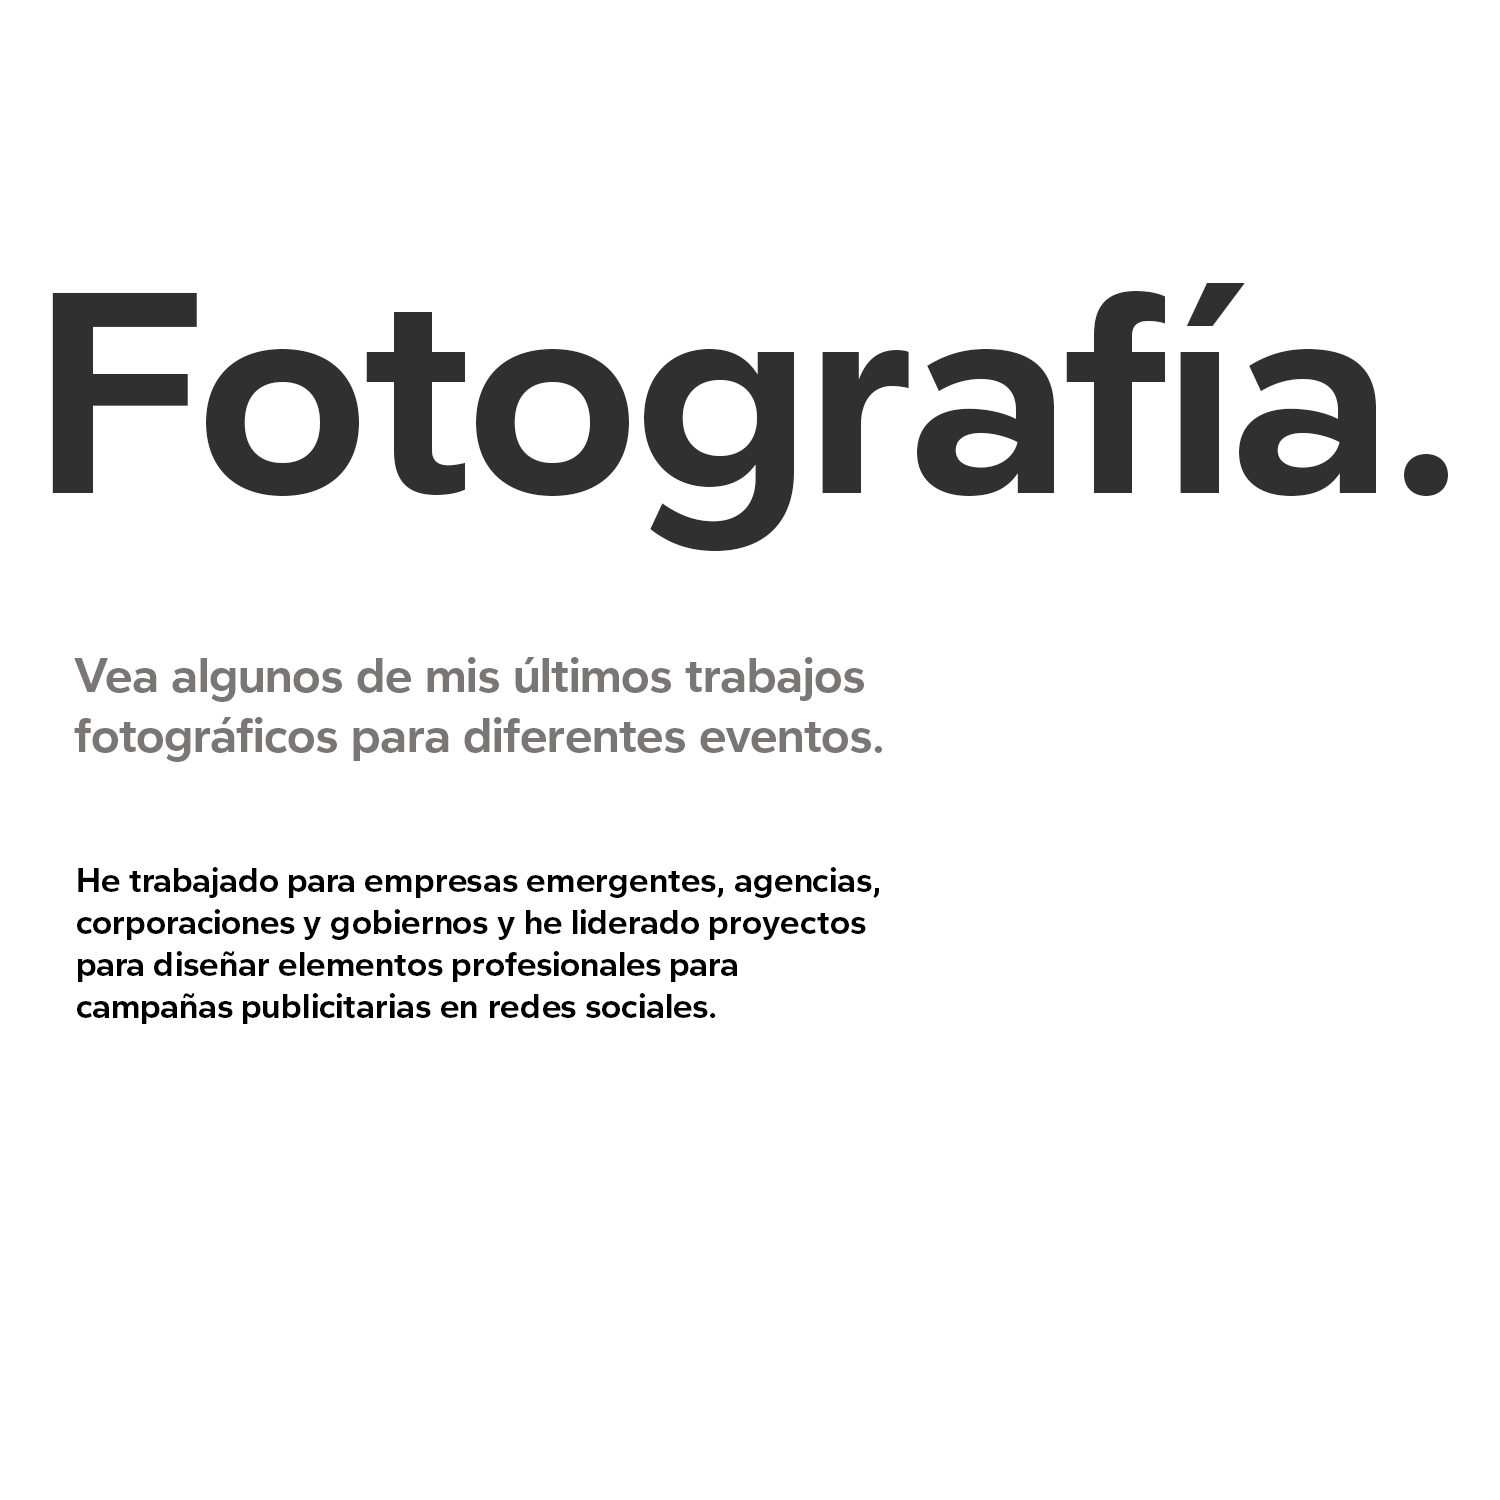 Fotografía.
Vea algunos de mis últimos trabajos
fotográficos para diferentes eventos.
He trabajado para empresas emergentes, agencias,
corporaciones y gobiernos y he liderado proyectos
para diseñar elementos profesionales para
campañas publicitarias en redes sociales.